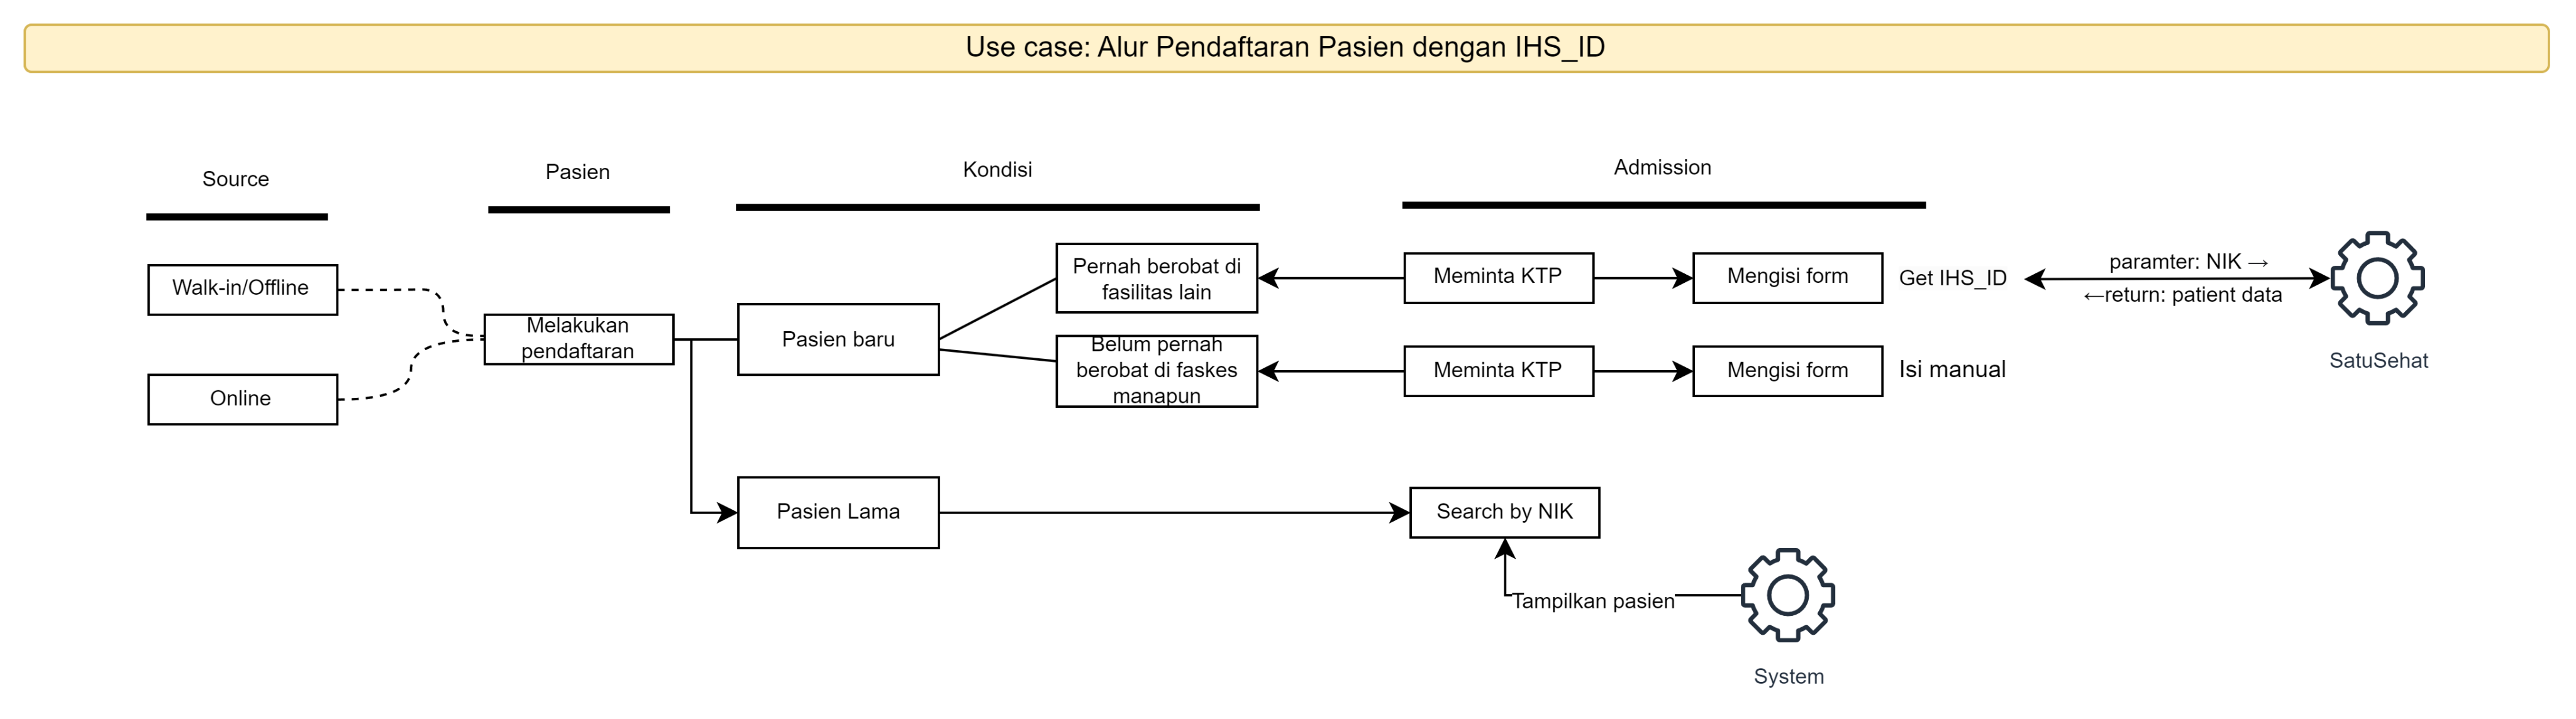 Use case: Alur Pendaftaran Pasien dengan IHS_ID
Source
Pasien
Kondisi
Admission
Walk-in/Offline
Online
Melakukan
pendaftaran
Pasien baru
Pernah berobat di
fasilitas lain
Meminta KTP
Mengisi form
Get IHS_ID
paramter: NIK →
←return: patient data
SatuSehat
Belum pernah
berobat di faskes
manapun
Meminta KTP
Mengisi form
Isi manual
Pasien Lama
Search by NIK
Tampilkan pasien
System